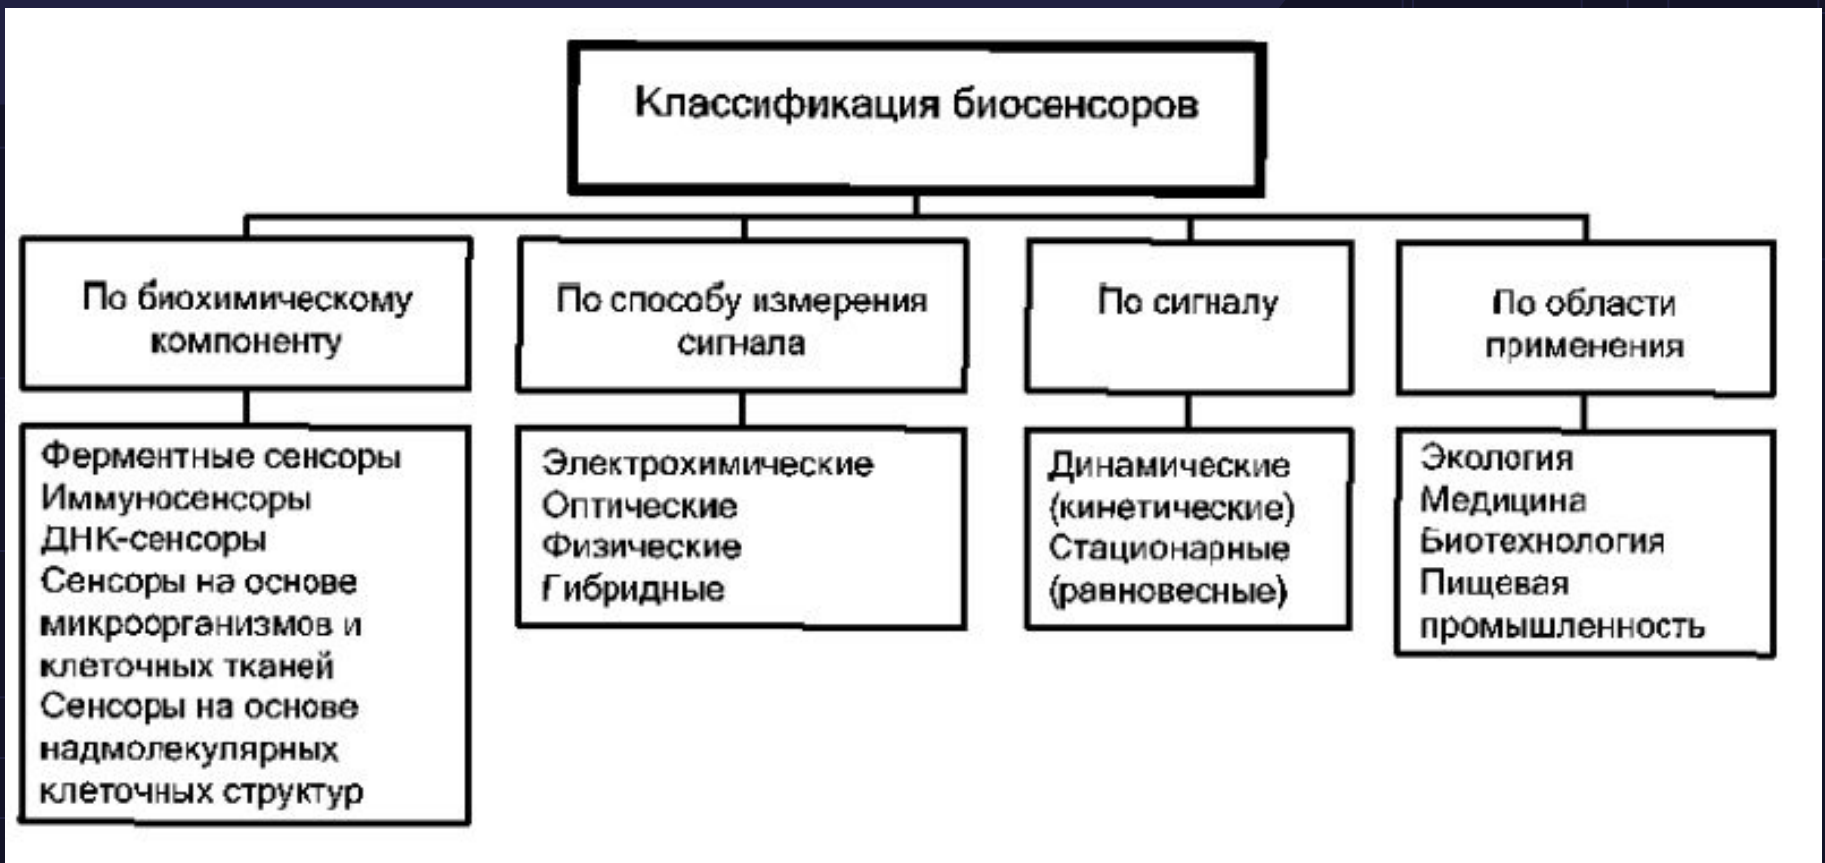 Классификация биосенсоров
По биохимическому
компоненту
Ферментные сенсоры
Иммуносенсоры
ДНК-сенсоры
Сенсоры на основе
микроорганизмов и
клеточных тканей
Сенсоры на основе
надмолекулярных
клеточных структур
По способу измерения
сигнала
Электрохимические
Оптические
Физические
Гибридные
По сигналу
Динамические
(кинетические)
Стационарные
(равновесные)
По области
применения
Экология
Медицина
Биотехнология
Пищевая
промышленность